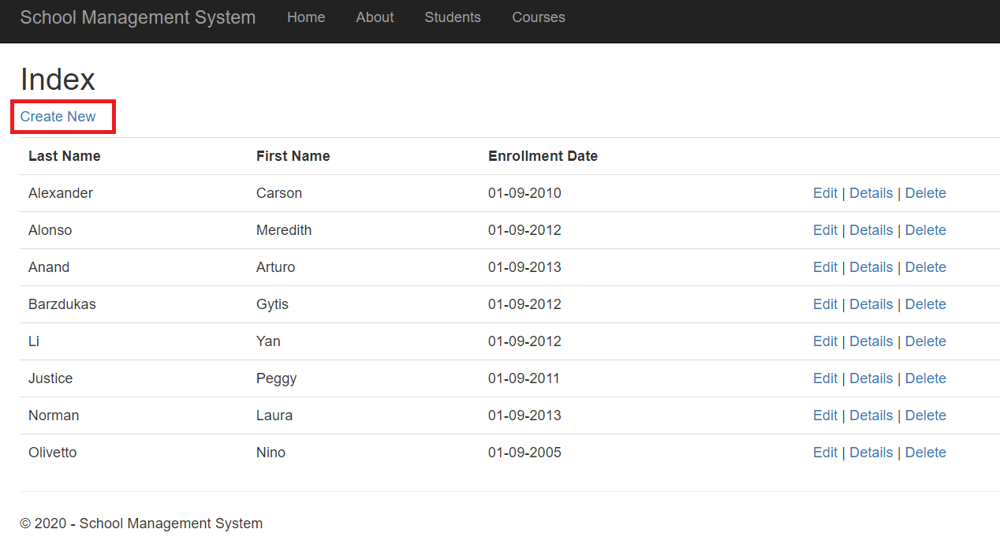 School Management System Home About Students Courses
Index
Create New
Last Name First Name Enrollment Date
Alexander Carson 01-09-2010 Edit | Details | Delete
Alonso Meredith 01-09-2012 Edit | Details | Delete
Anand Arturo 01-09-2013 Edit | Details | Delete
Barzdukas Gytis 01-09-2012 Edit | Details | Delete
Li Yan 01-09-2012 Edit | Details | Delete
Justice Peggy 01-09-2011 Edit | Details | Delete
Norman Laura 01-09-2013 Edit | Details | Delete
Olivetto Nino 01-09-2005 Edit | Details | Delete
© 2020 - School Management System